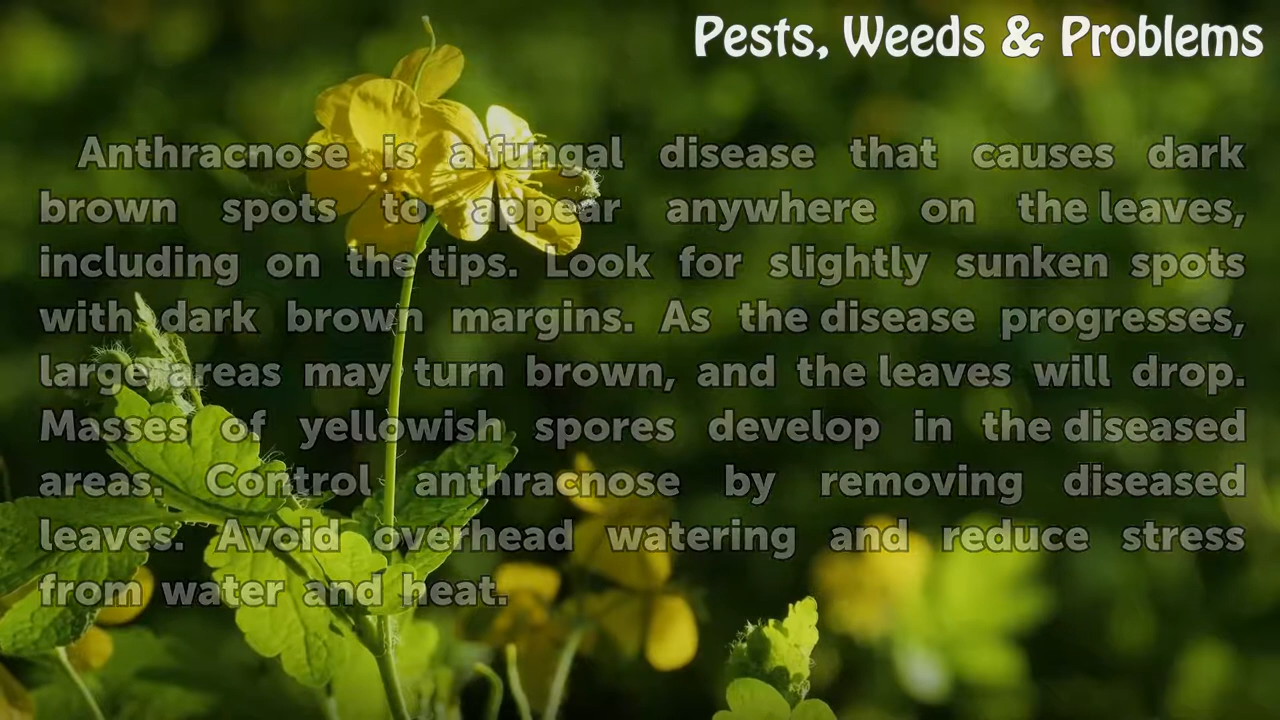 Pests, Weeds & Problems
Anthracnose is a fungal disease that causes dark
brown spots to appear anywhere on the leaves,
including on the tips. Look for slightly sunken spots
with dark brown margins. As the disease progresses,
large areas may turn brown, and the leaves will drop.
Masses of yellowish spores develop in the diseased
areas. Control anthracnose by removing diseased
leaves. Avoid overhead watering and reduce stress
from water and heat.